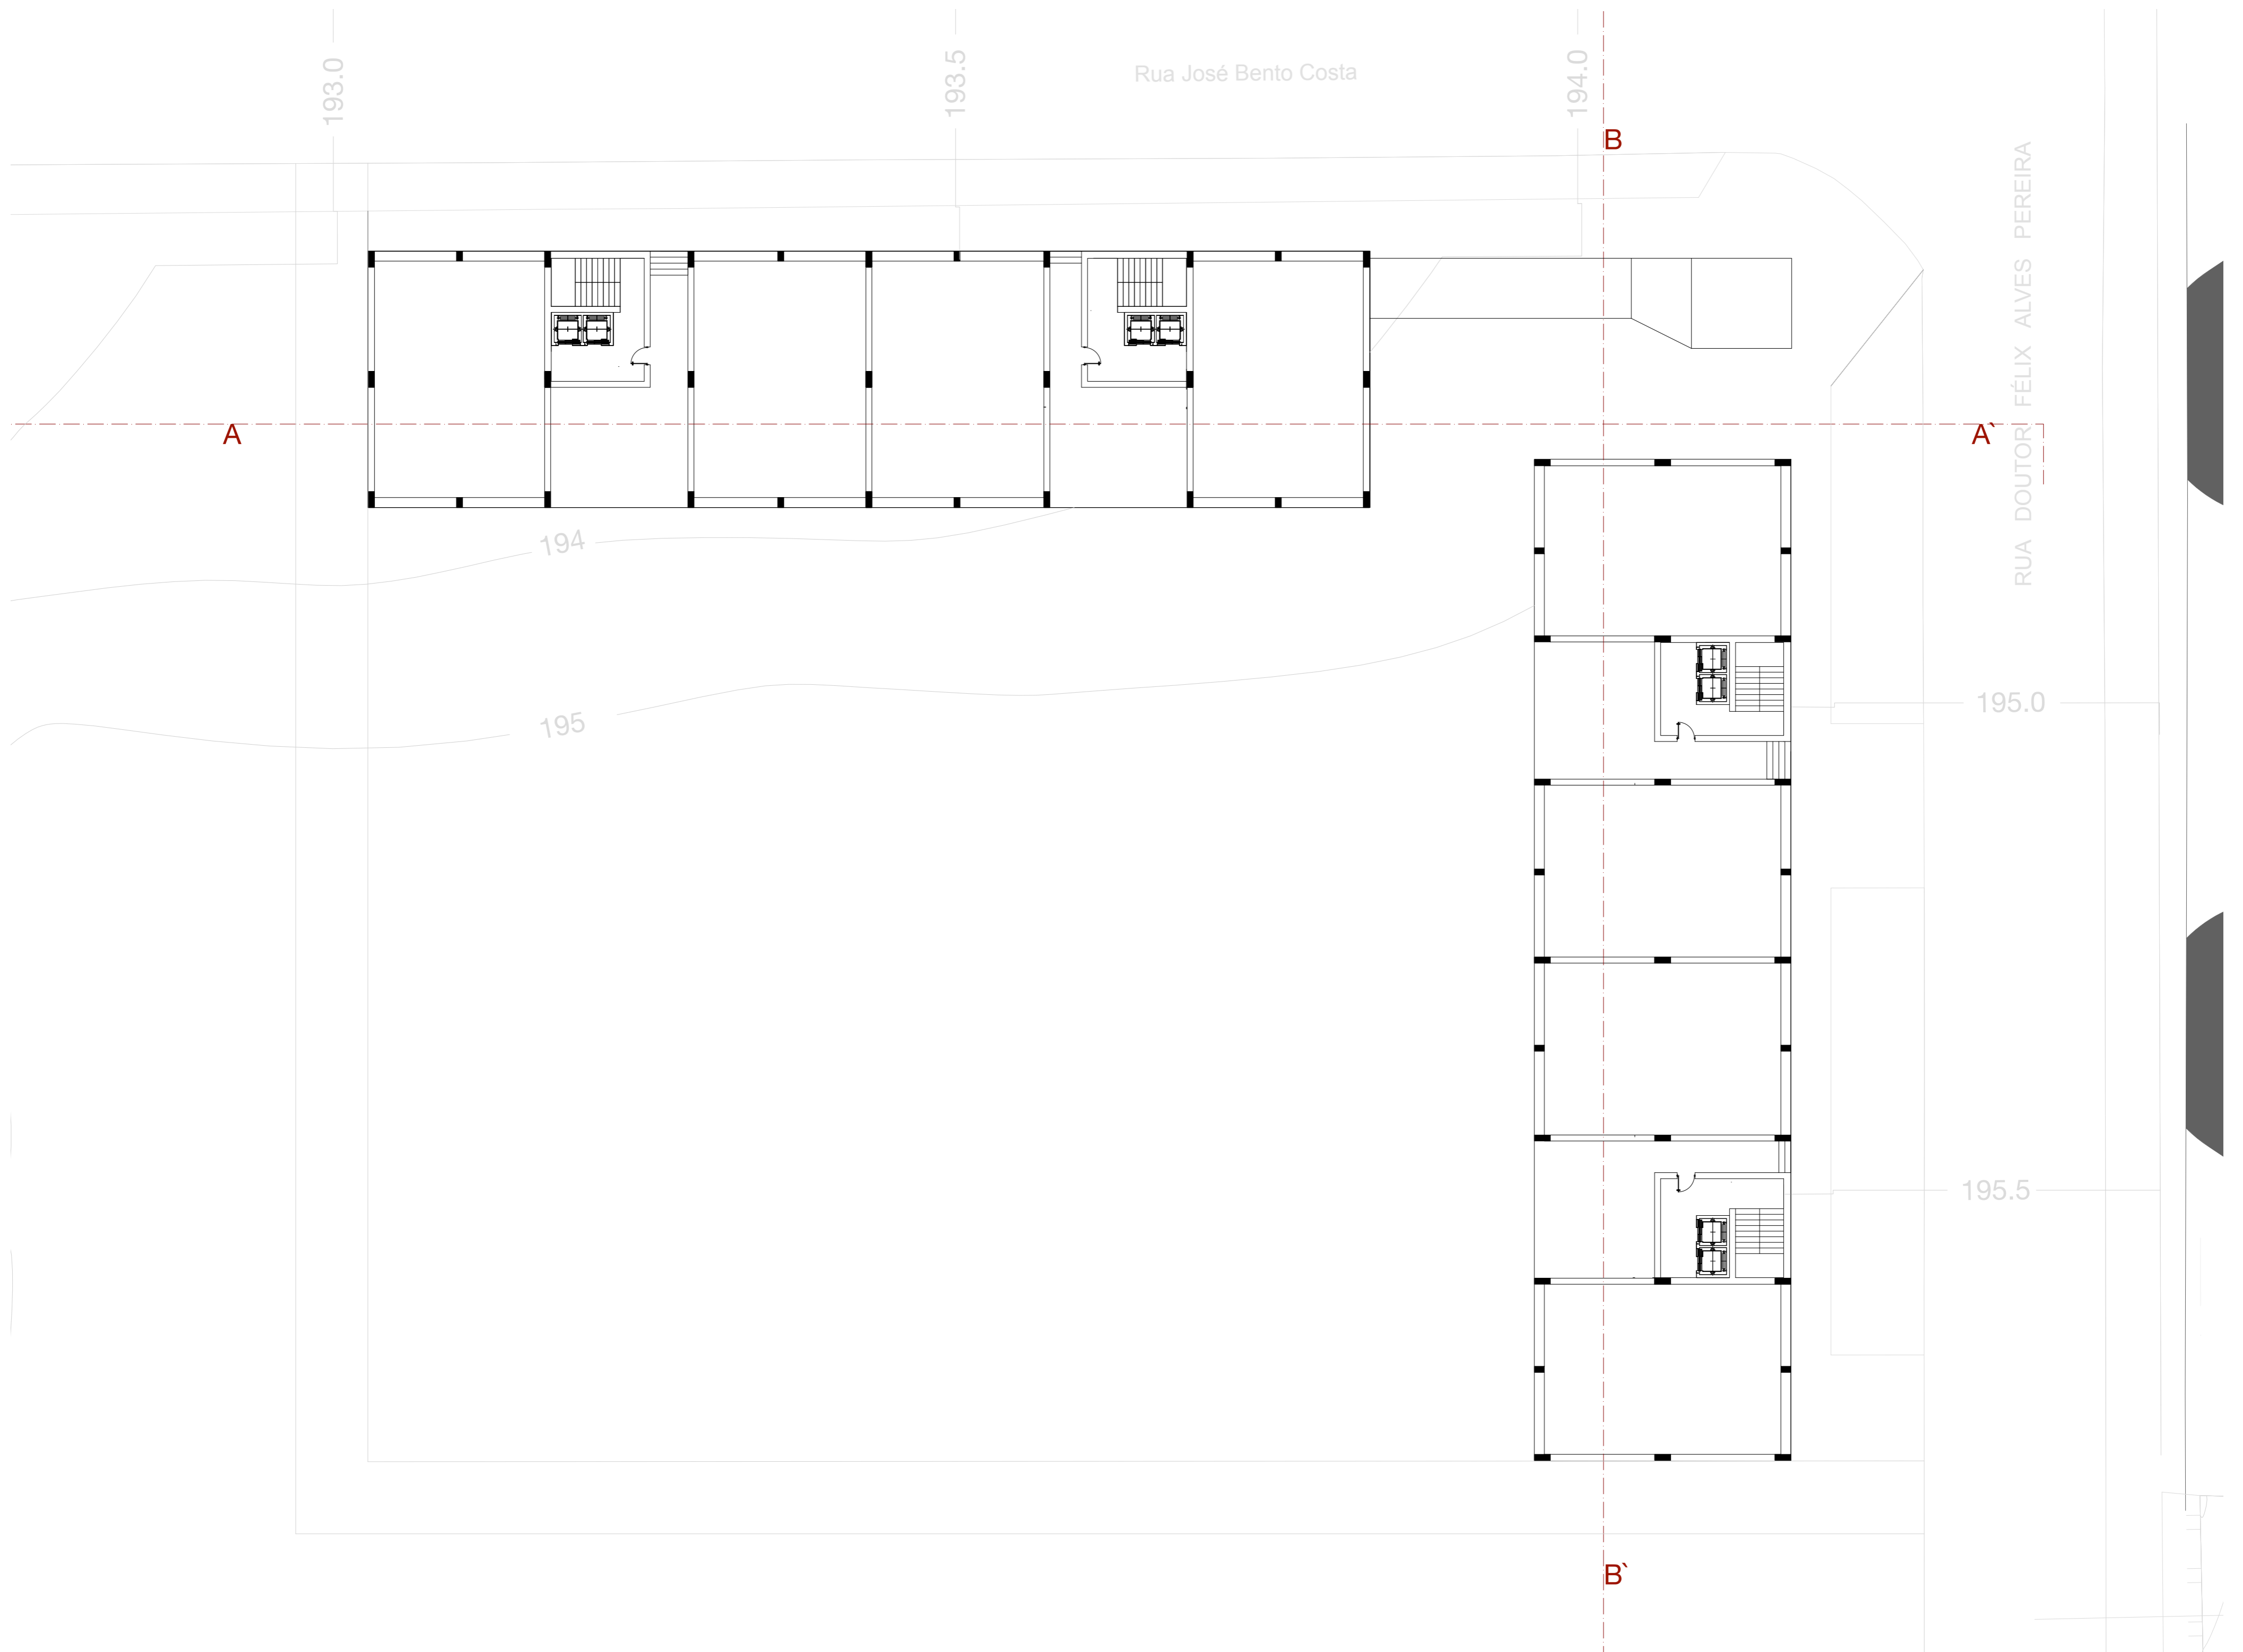 193.0
193.5
194.0
Rua José Bento Costa
B
RUA DOUTOR FÉLIX ALVES PEREIRA
A
A`
194
195
195.0
195.5
B`